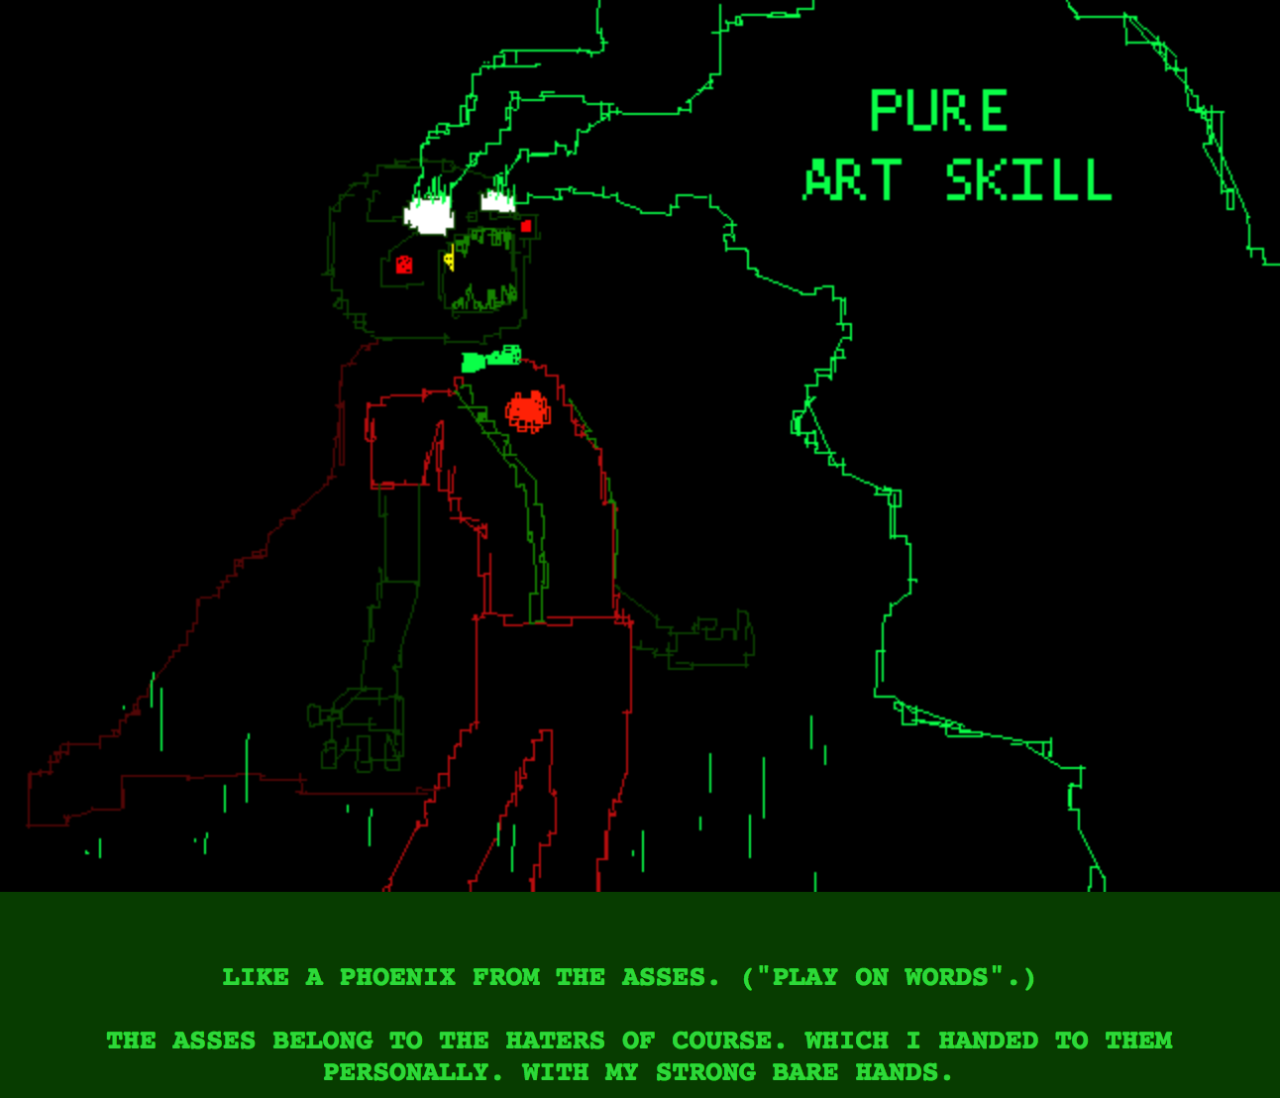 PURE
ART SKILL
LIKE A PHOENIX FROM THE ASSES. ("PLAY ON WORDS".)
THE ASSES BELONG TO THE HATERS OF COURSE. WHICH I HANDED TO THEM
PERSONALLY. WITH MY STRONG BARE HANDS.